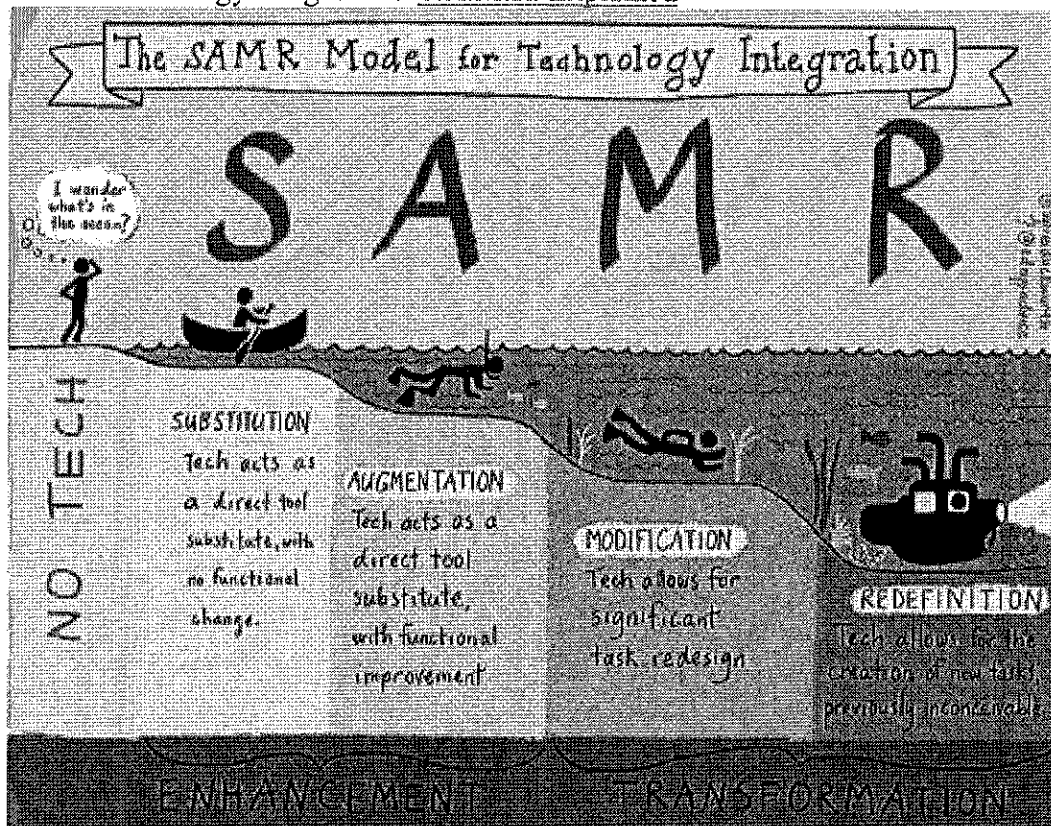 The SAMR Model for Technology Integration
S A M R
I wonder
what's in
the ocean?
NO TECH
SUBSTITUTION
Tech acts as
a direct tool
substitute, with
no functional
change.
AUGMENTATION
Tech acts as a
direct tool
substitute,
with functional
improvement
MODIFICATION
Tech allows for
significant
task redesign
REDEFINITION
Tech allows for the
creation of new tasks,
previously inconceivable
ENHANCEMENT
TRANSFORMATION